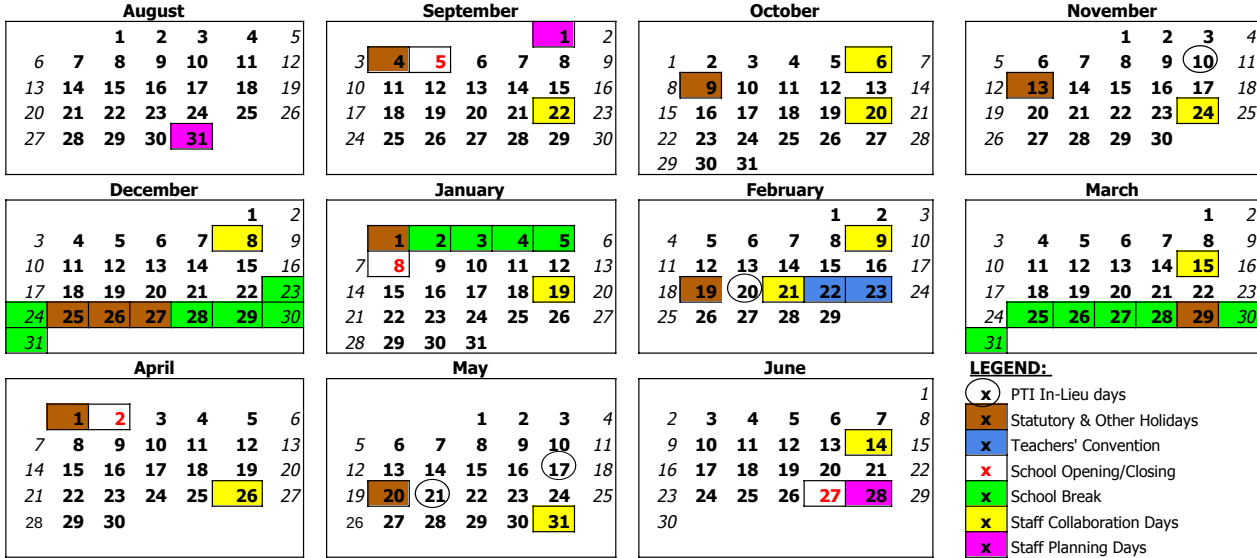 August September October November
1 2 3 4 5 1 2 1 2 3 4
6 7 8 9 10 11 12 3 4 5 6 7 8 9 1 2 3 4 5 6 7 5 6 7 8 9 10 11
13 14 15 16 17 18 19 10 11 12 13 14 15 16 8 9 10 11 12 13 14 12 13 14 15 16 17 18
20 21 22 23 24 25 26 17 18 19 20 21 22 23 15 16 17 18 19 20 21 19 20 21 22 23 24 25
27 28 29 30 31 24 25 26 27 28 29 30 22 23 24 25 26 27 28 26 27 28 29 30
29 30 31
December January February March
1 2 1 2 3 1 2
3 4 5 6 7 8 9 1 2 3 4 5 6 4 5 6 7 8 9 10 3 4 5 6 7 8 9
10 11 12 13 14 15 16 7 8 9 10 11 12 13 11 12 13 14 15 16 17 10 11 12 13 14 15 16
17 18 19 20 21 22 23 14 15 16 17 18 19 20 18 19 20 21 22 23 24 17 18 19 20 21 22 23
24 25 26 27 28 29 30 21 22 23 24 25 26 27 25 26 27 28 29 24 25 26 27 28 29 30
31 28 29 30 31 31
April May June LEGEND:
1 x PTI In-Lieu days
1 2 3 4 5 6 1 2 3 4 2 3 4 5 6 7 8 x Statutory & Other Holidays
7 8 9 10 11 12 13 5 6 7 8 9 10 11 9 10 11 12 13 14 15 x Teachers' Convention
14 15 16 17 18 19 20 12 13 14 15 16 17 18 16 17 18 19 20 21 22 x School Opening/Closing
21 22 23 24 25 26 27 19 20 21 22 23 24 25 23 24 25 26 27 28 29 x School Break
28 29 30 26 27 28 29 30 31 30 x Staff Collaboration Days
x Staff Planning Days